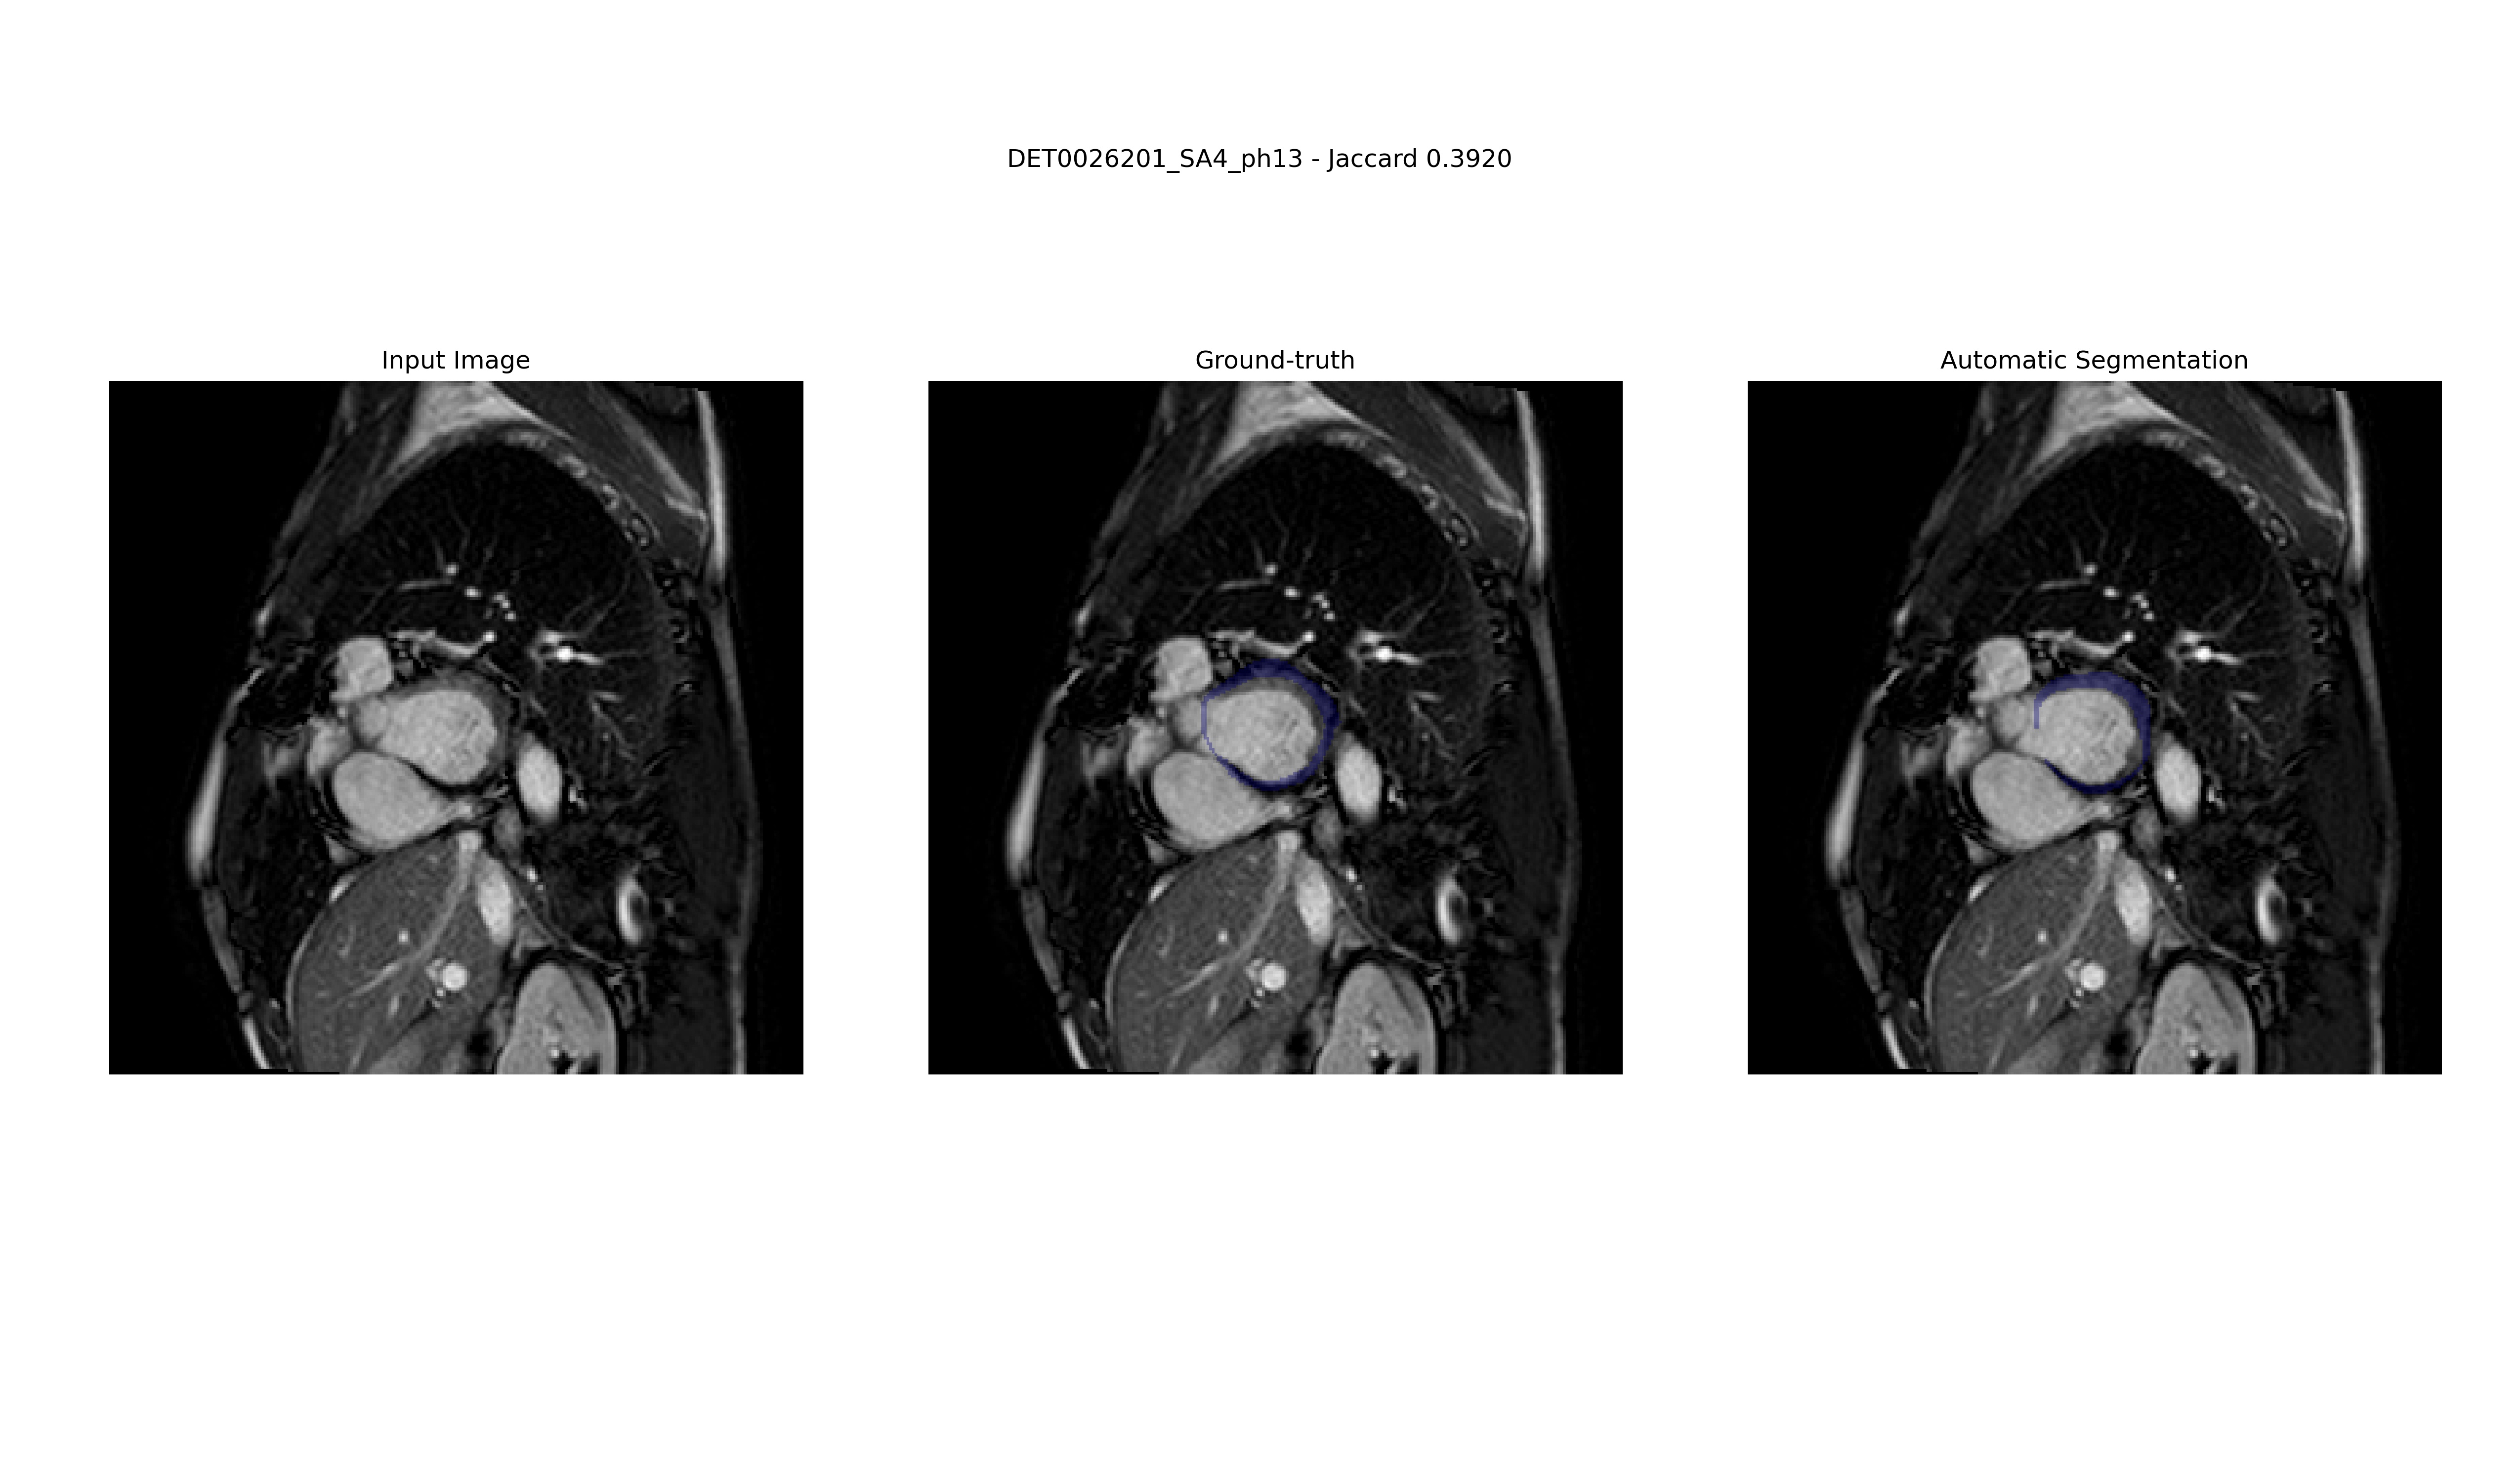 DET0026201_SA4_ph13 - Jaccard 0.3920
Input Image
Ground-truth
Automatic Segmentation